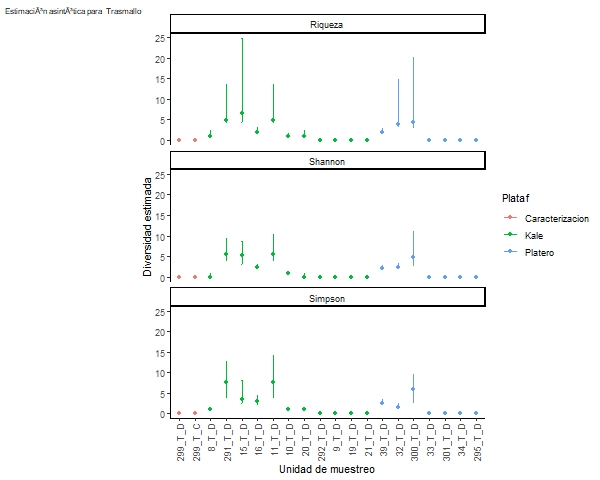 EstimaciÃ³n asintÃ³tica para Trasmallo
Riqueza
25
20
15
10
5
0
Shannon
25
20
15
10
5
0
Simpson
25
20
15
10
5
0
Diversidad estimada
299_T_D
299_T_C
8_T_D
291_T_D
15_T_D
16_T_D
11_T_D
10_T_D
20_T_D
292_T_D
9_T_D
19_T_D
21_T_D
39_T_D
32_T_D
300_T_D
33_T_D
301_T_D
34_T_D
295_T_D
Unidad de muestreo
Plataf
Caracterizacion
Kale
Platero